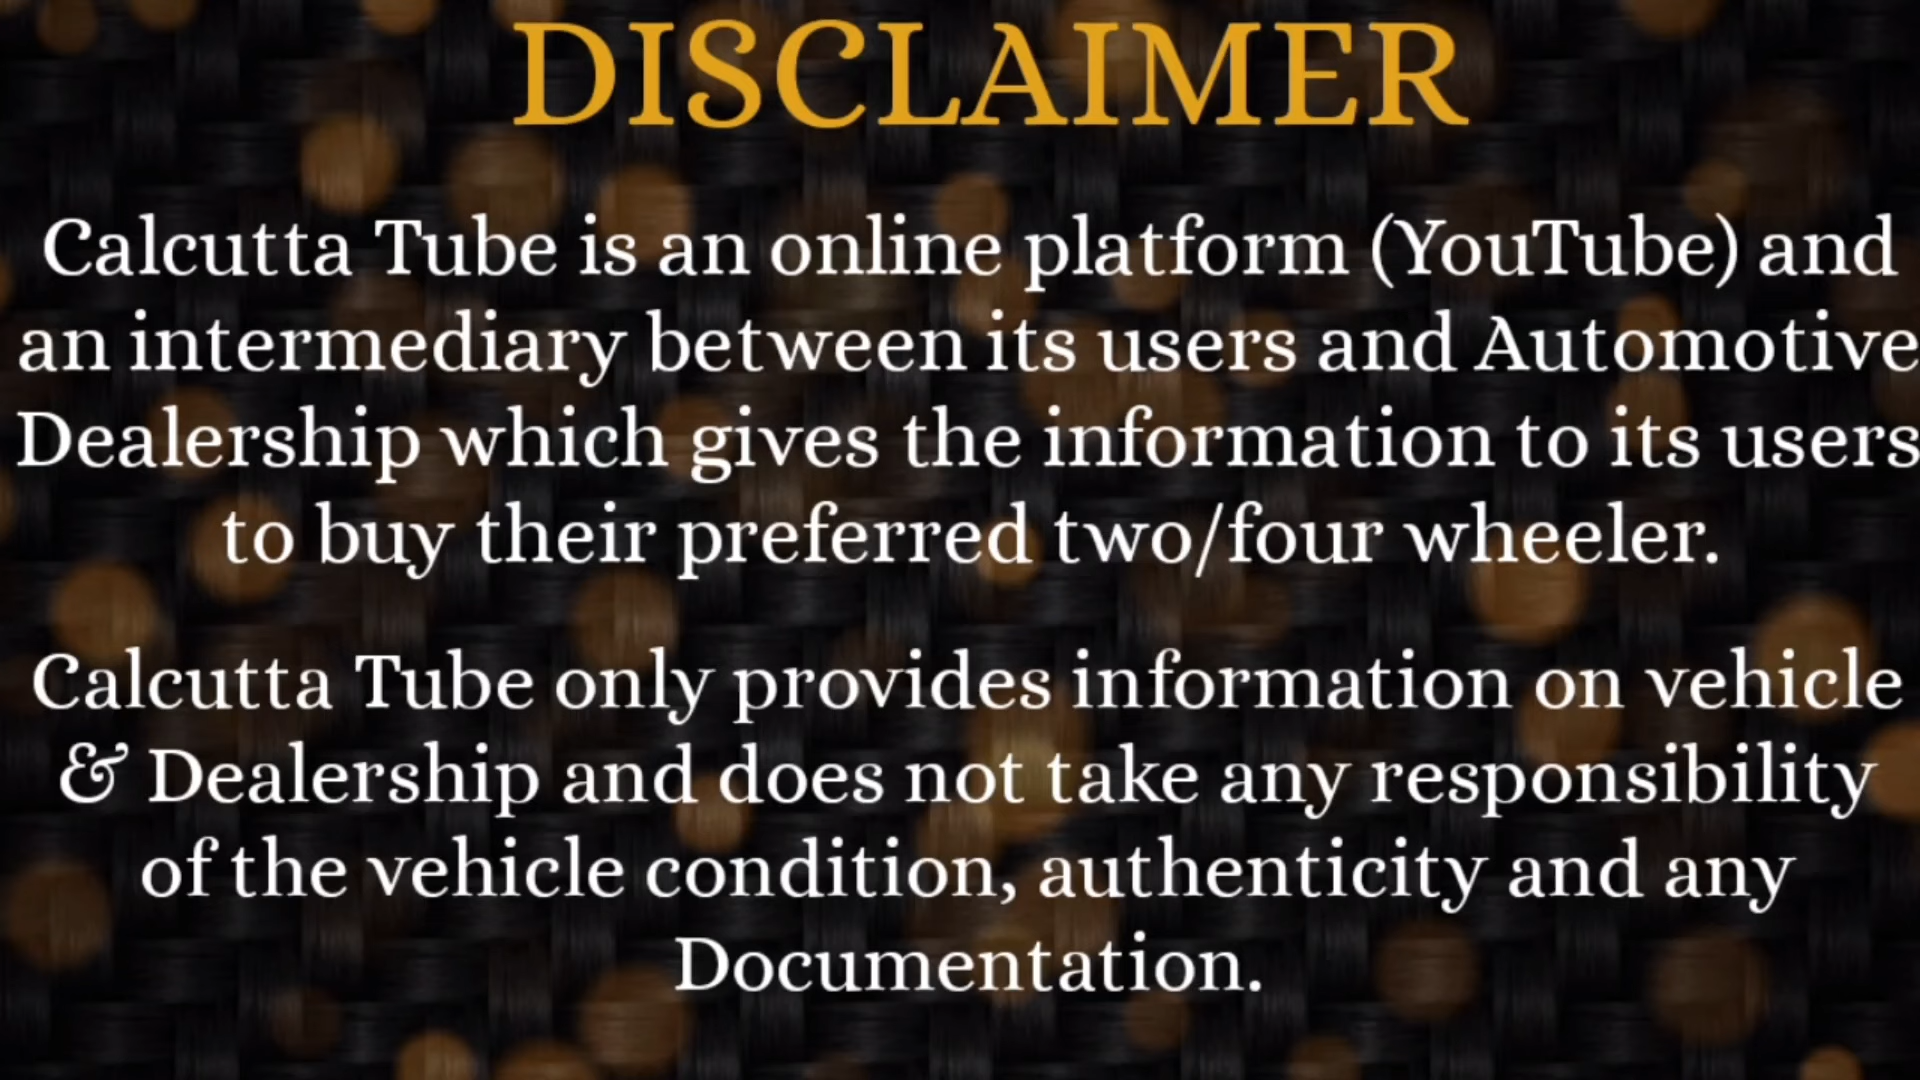 DISCLAIMER
Calcutta Tube is an online platform (YouTube) and
an intermediary between its users and Automotive
Dealership which gives the information to its users
to buy their preferred two/four wheeler.
Calcutta Tube only provides information on vehicle
& Dealership and does not take any responsibility
of the vehicle condition, authenticity and any
Documentation.